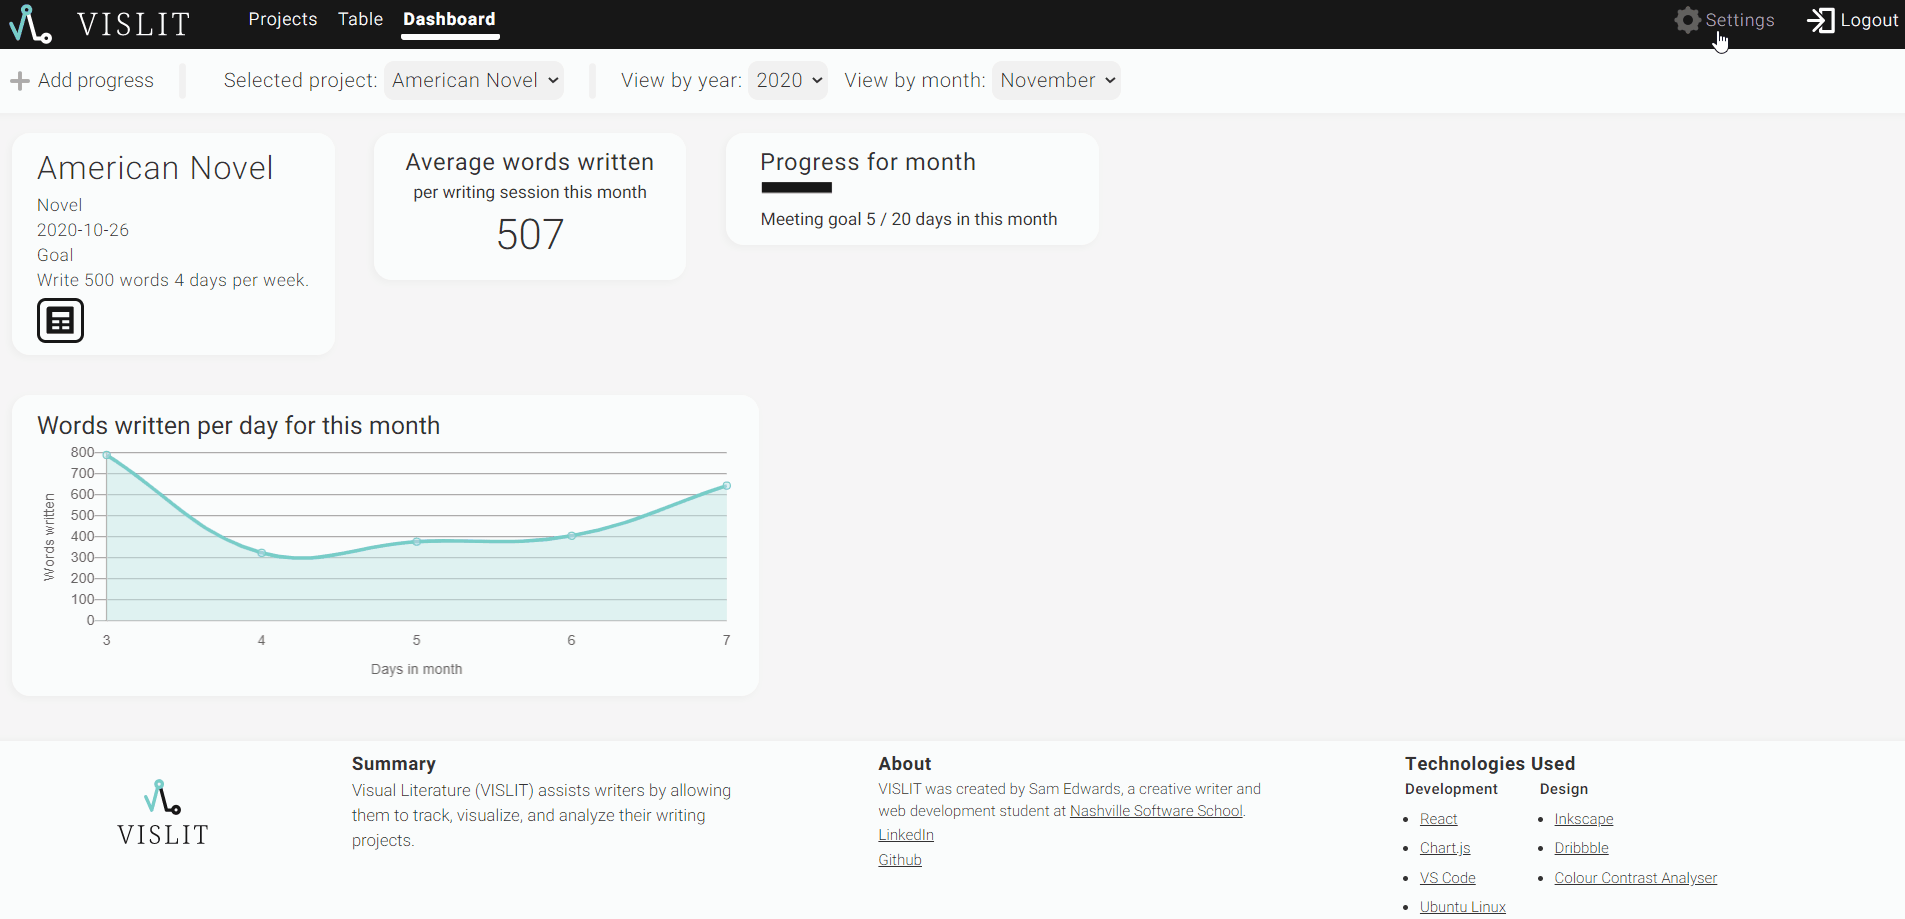 VISLIT
Projects Table Dashboard
Settings Logout
Add progress Selected project: American Novel View by year: 2020 View by month: November
American Novel
Novel
2020-10-26
Goal
Write 500 words 4 days per week.
Average words written
per writing session this month
507
Progress for month
Meeting goal 5 / 20 days in this month
Words written per day for this month
Words written
800
700
600
500
400
300
200
100
0
3 4 5 6 7
Days in month
VISLIT
Summary
Visual Literature (VISLIT) assists writers by allowing
them to track, visualize, and analyze their writing
projects.
About
VISLIT was created by Sam Edwards, a creative writer and
web development student at Nashville Software School.
LinkedIn
Github
Technologies Used
Development
React
Chart.js
VS Code
Ubuntu Linux
Design
Inkscape
Dribbble
Colour Contrast Analyser